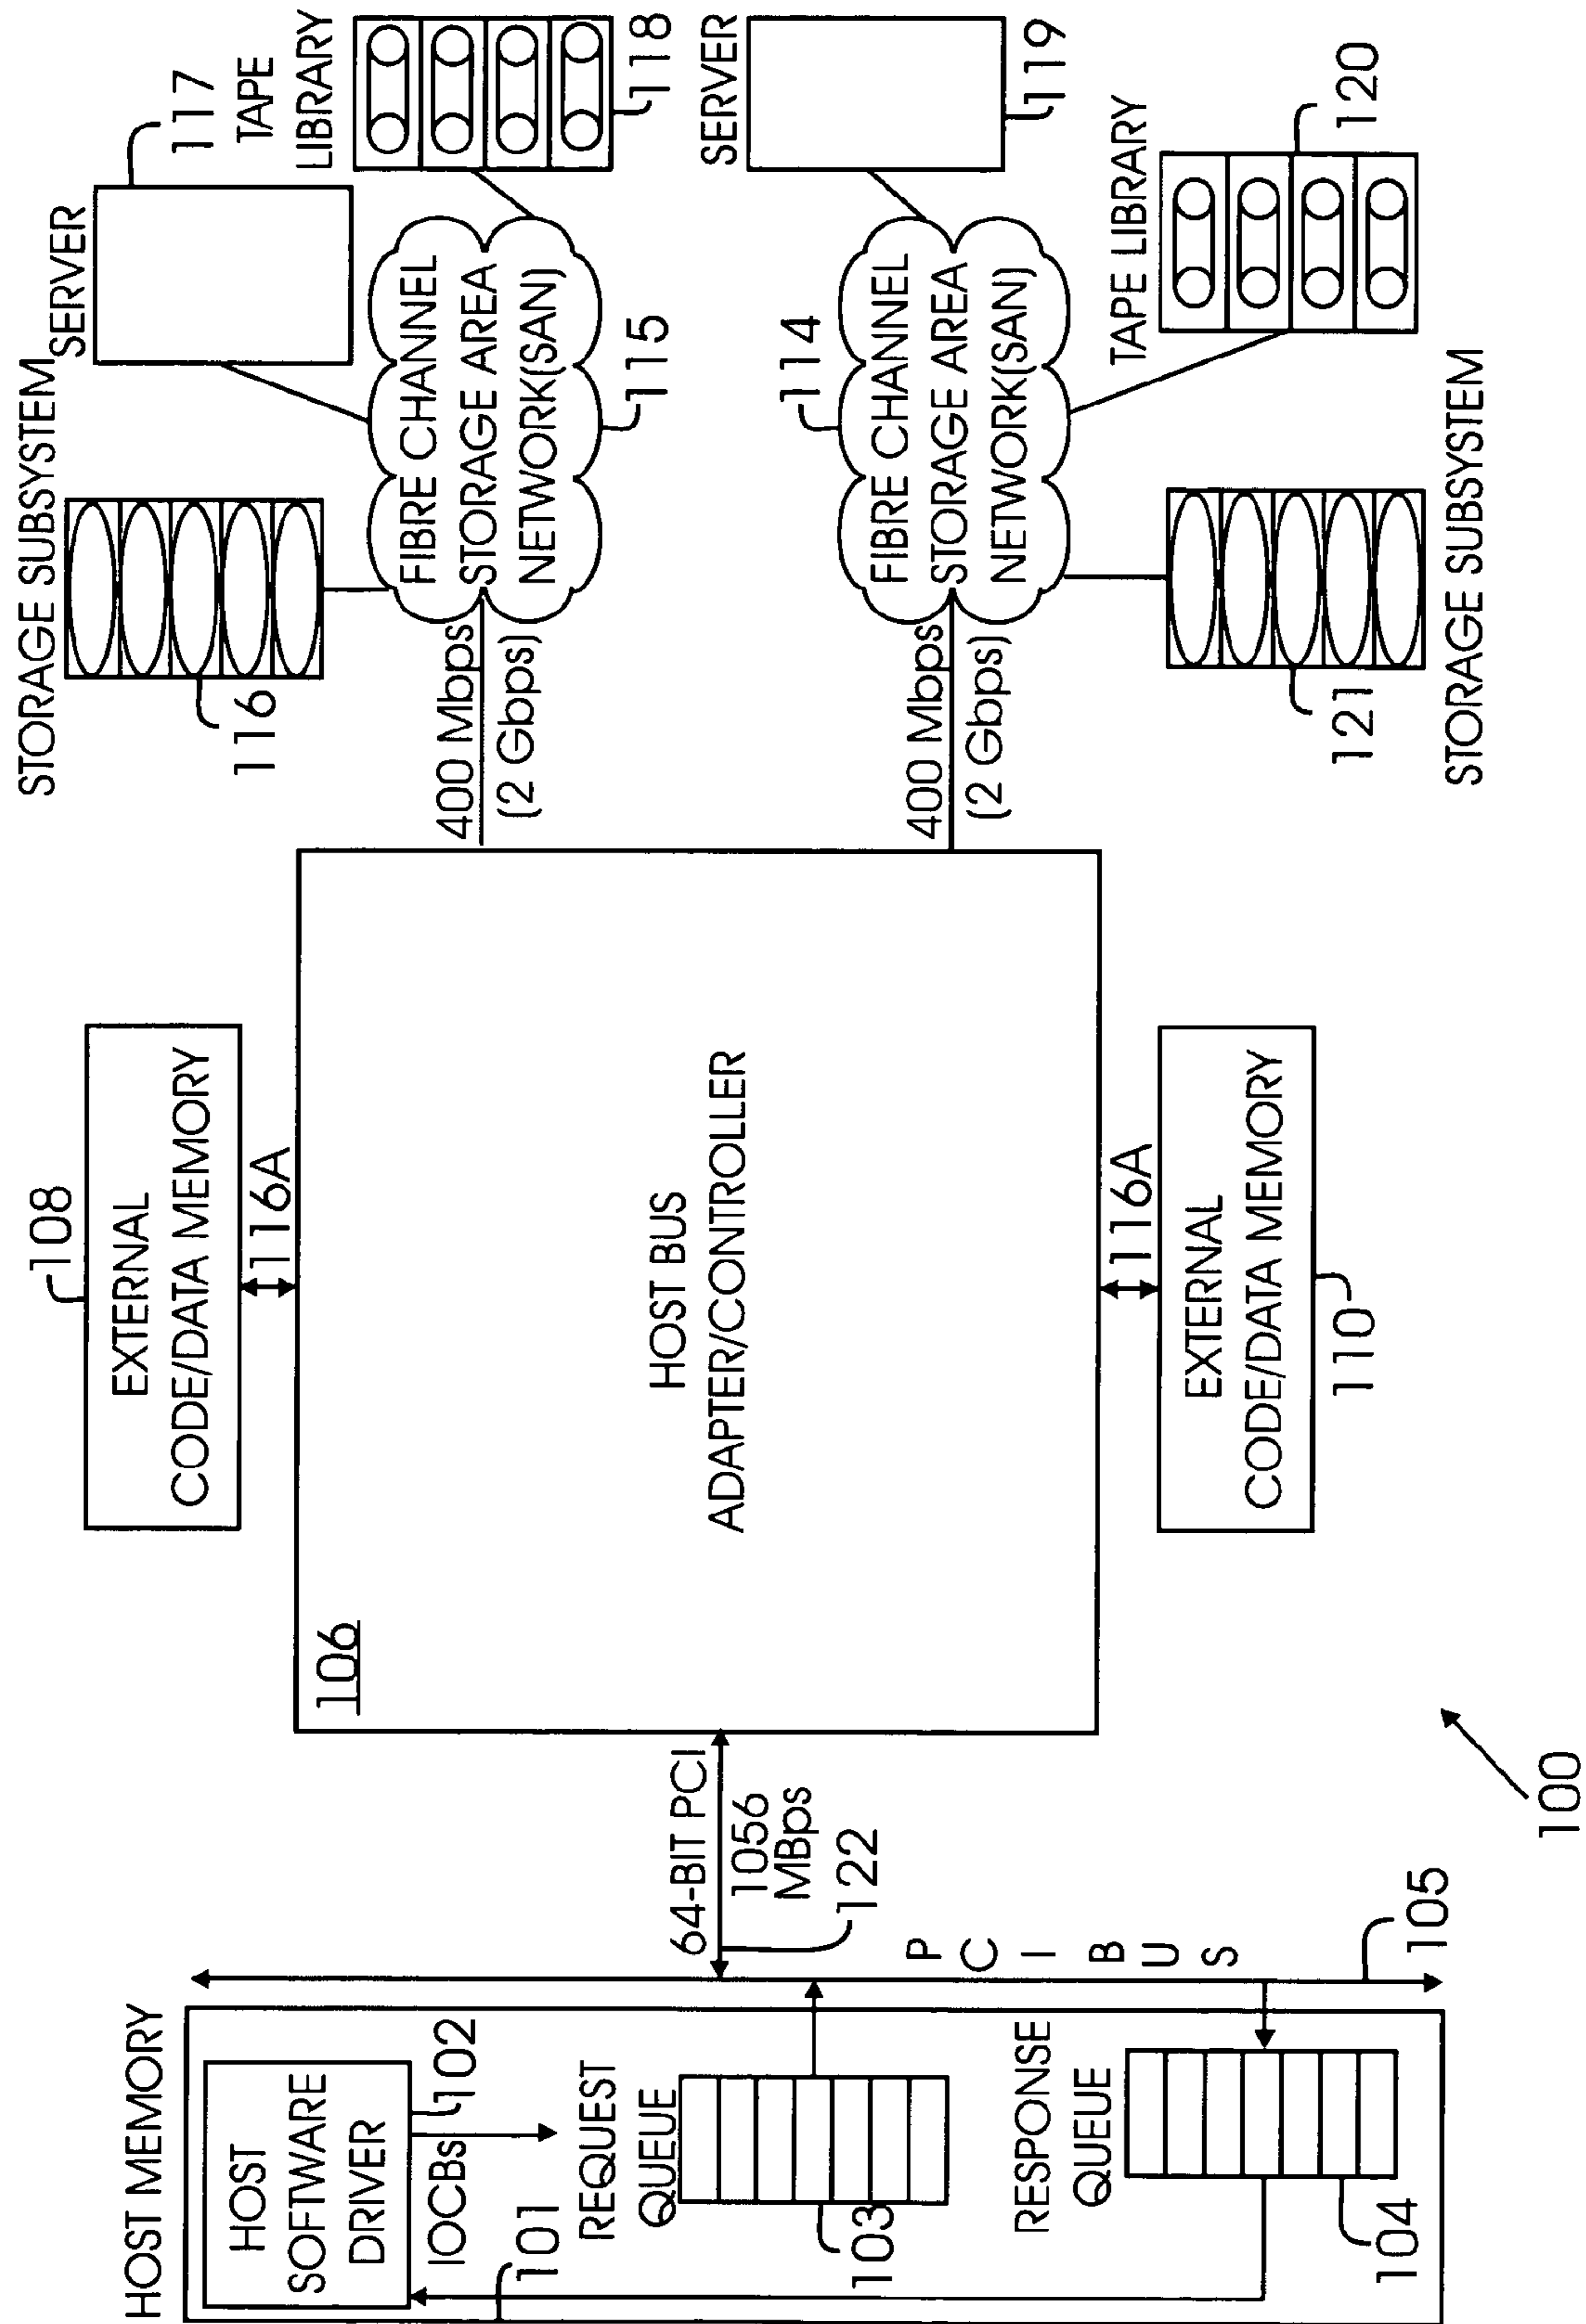 HOST MEMORY
HOST
SOFTWARE
DRIVER
IOCBs
102
101
REQUEST
QUEUE
103
RESPONSE
QUEUE
104
64-BIT PCI
1056
MBps
122
PCI BUS
105
106
HOST BUS
ADAPTER/CONTROLLER
108
EXTERNAL
CODE/DATA MEMORY
116A
116A
EXTERNAL
CODE/DATA MEMORY
110
400 Mbps
(2 Gbps)
400 Mbps
(2 Gbps)
STORAGE SUBSYSTEM
116
SERVER
117
TAPE
LIBRARY
118
FIBRE CHANNEL
STORAGE AREA
NETWORK(SAN)
115
SERVER
119
114
FIBRE CHANNEL
STORAGE AREA
NETWORK(SAN)
TAPE LIBRARY
120
121
STORAGE SUBSYSTEM
100